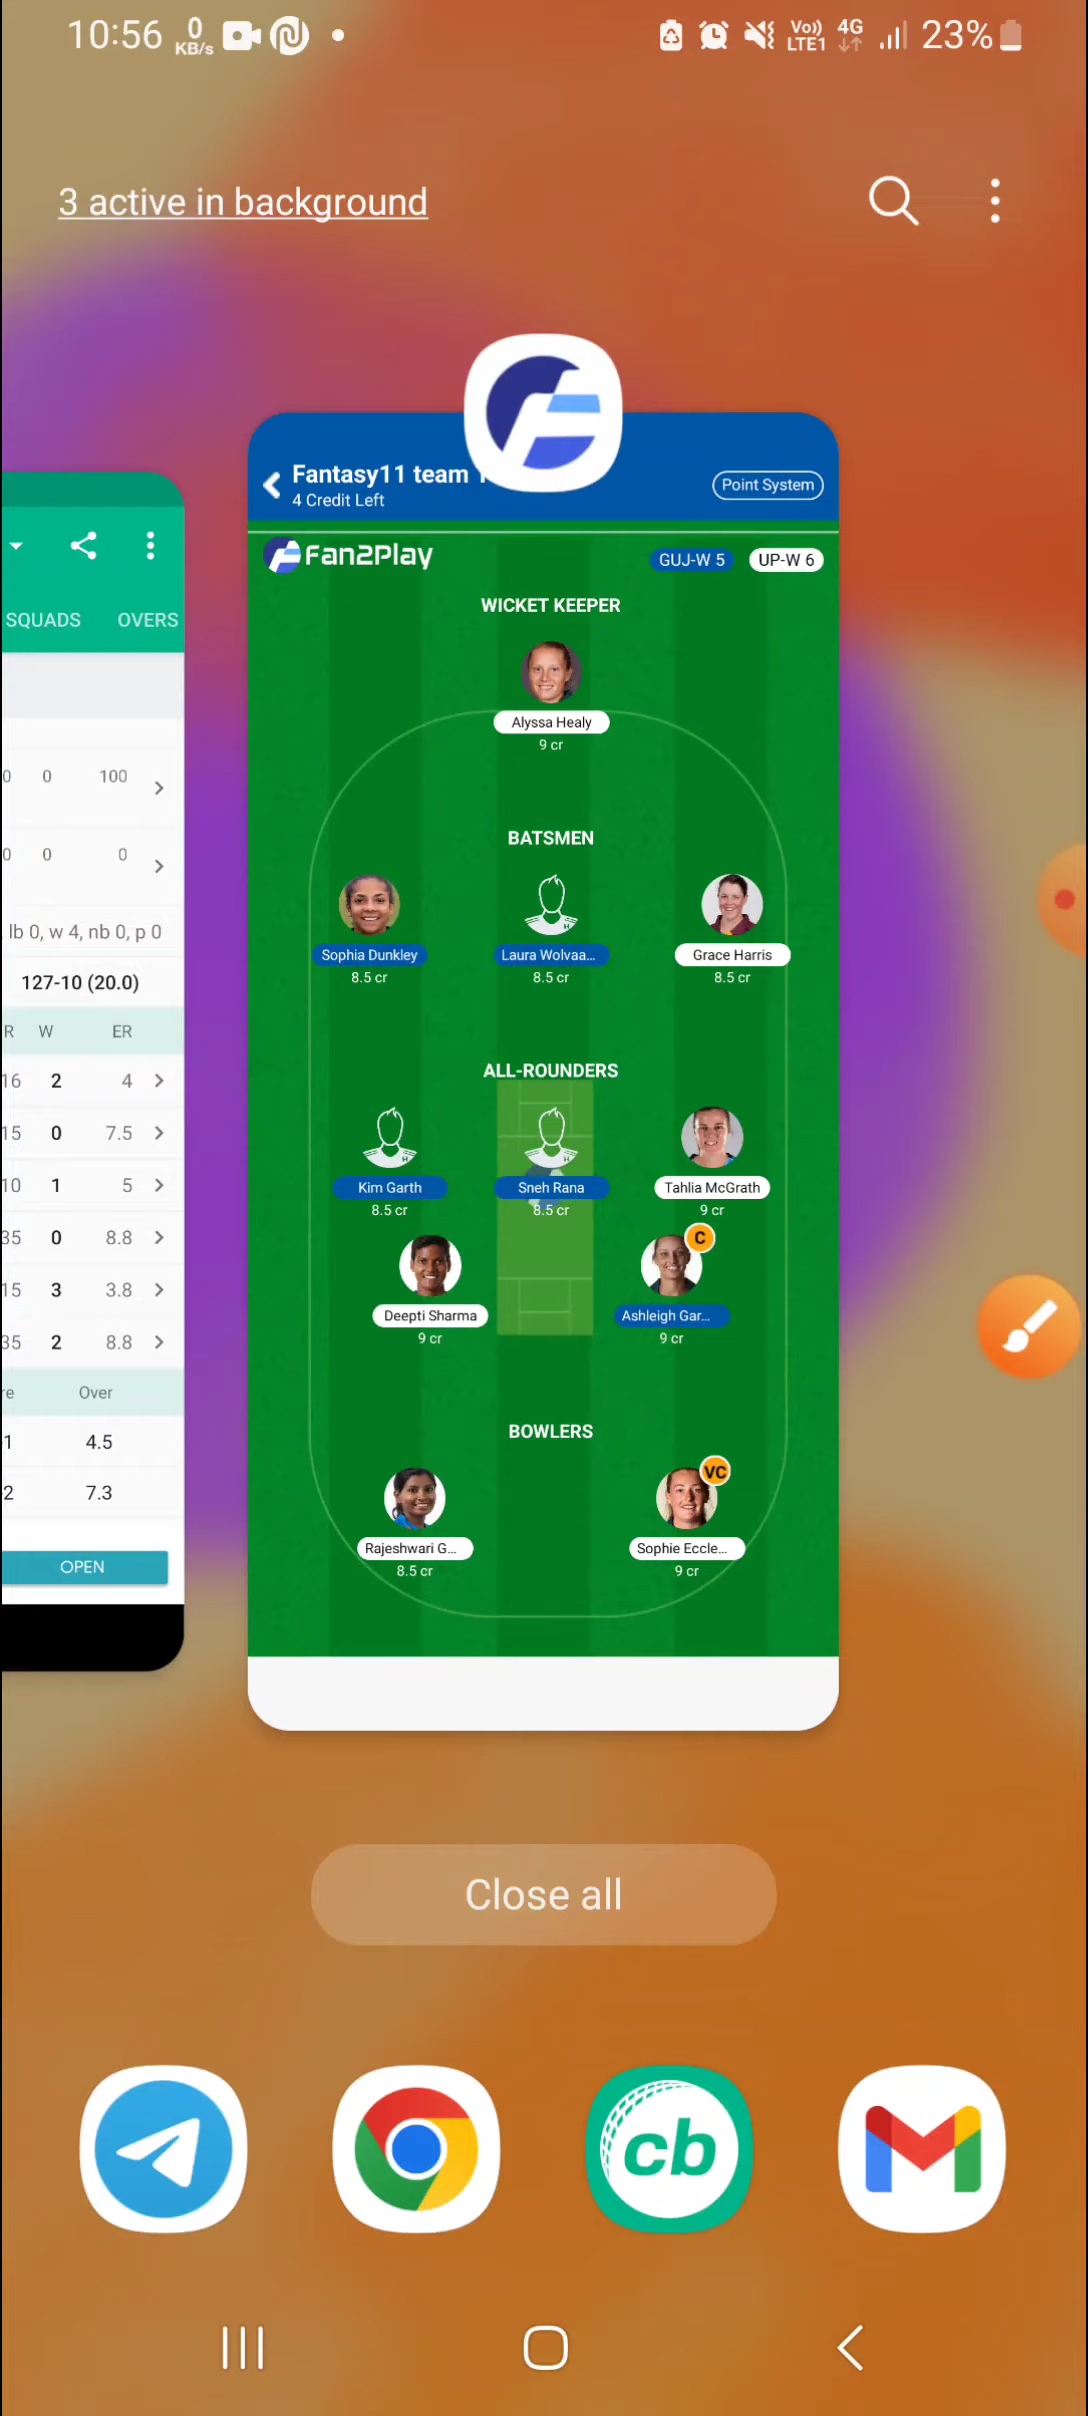 10:56 0 KB/s Vo)) LTE1 4G 23%
3 active in background
Fantasy11 team
4 Credit Left
Point System
Fan2Play
GUJ-W 5 UP-W 6
WICKET KEEPER
Alyssa Healy
9 cr
BATSMEN
Sophia Dunkley Laura Wolvaa... Grace Harris
8.5 cr 8.5 cr 8.5 cr
ALL-ROUNDERS
Kim Garth Sneh Rana Tahlia McGrath
8.5 cr 8.5 cr 9 cr
C
Deepti Sharma Ashleigh Gar...
9 cr 9 cr
BOWLERS
VC
Rajeshwari G... Sophie Eccle...
8.5 cr 9 cr
SQUADS OVERS
0 0 100
0 0 0
lb 0, w 4, nb 0, p 0
127-10 (20.0)
R W ER
16 2 4
15 0 7.5
10 1 5
35 0 8.8
15 3 3.8
35 2 8.8
re Over
1 4.5
2 7.3
OPEN
Close all
cb